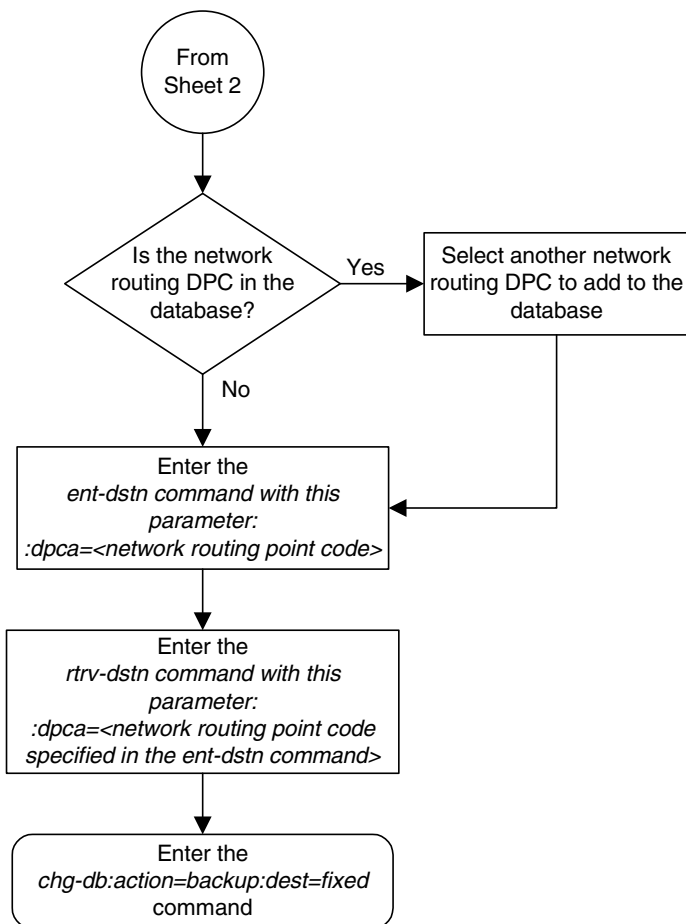 From
Sheet 2
Is the network
routing DPC in the
database?
Yes
Select another network
routing DPC to add to the
database
No
Enter the
ent-dstn command with this
parameter:
:dpca=<network routing point code>
Enter the
rtrv-dstn command with this
parameter:
:dpca=<network routing point code
specified in the ent-dstn command>
Enter the
chg-db:action=backup:dest=fixed
command